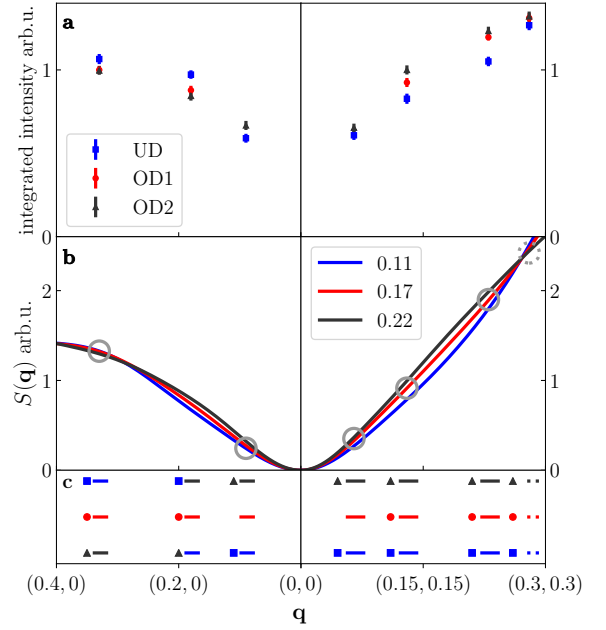 a
integrated intensity arb.u.
1
0
1
UD
OD1
OD2
0
b
S(q) arb.u.
2
1
0
0.11
0.17
0.22
2
1
0
c
(0.4, 0)
(0.2, 0)
(0, 0)
(0.15, 0.15)
(0.3, 0.3)
q